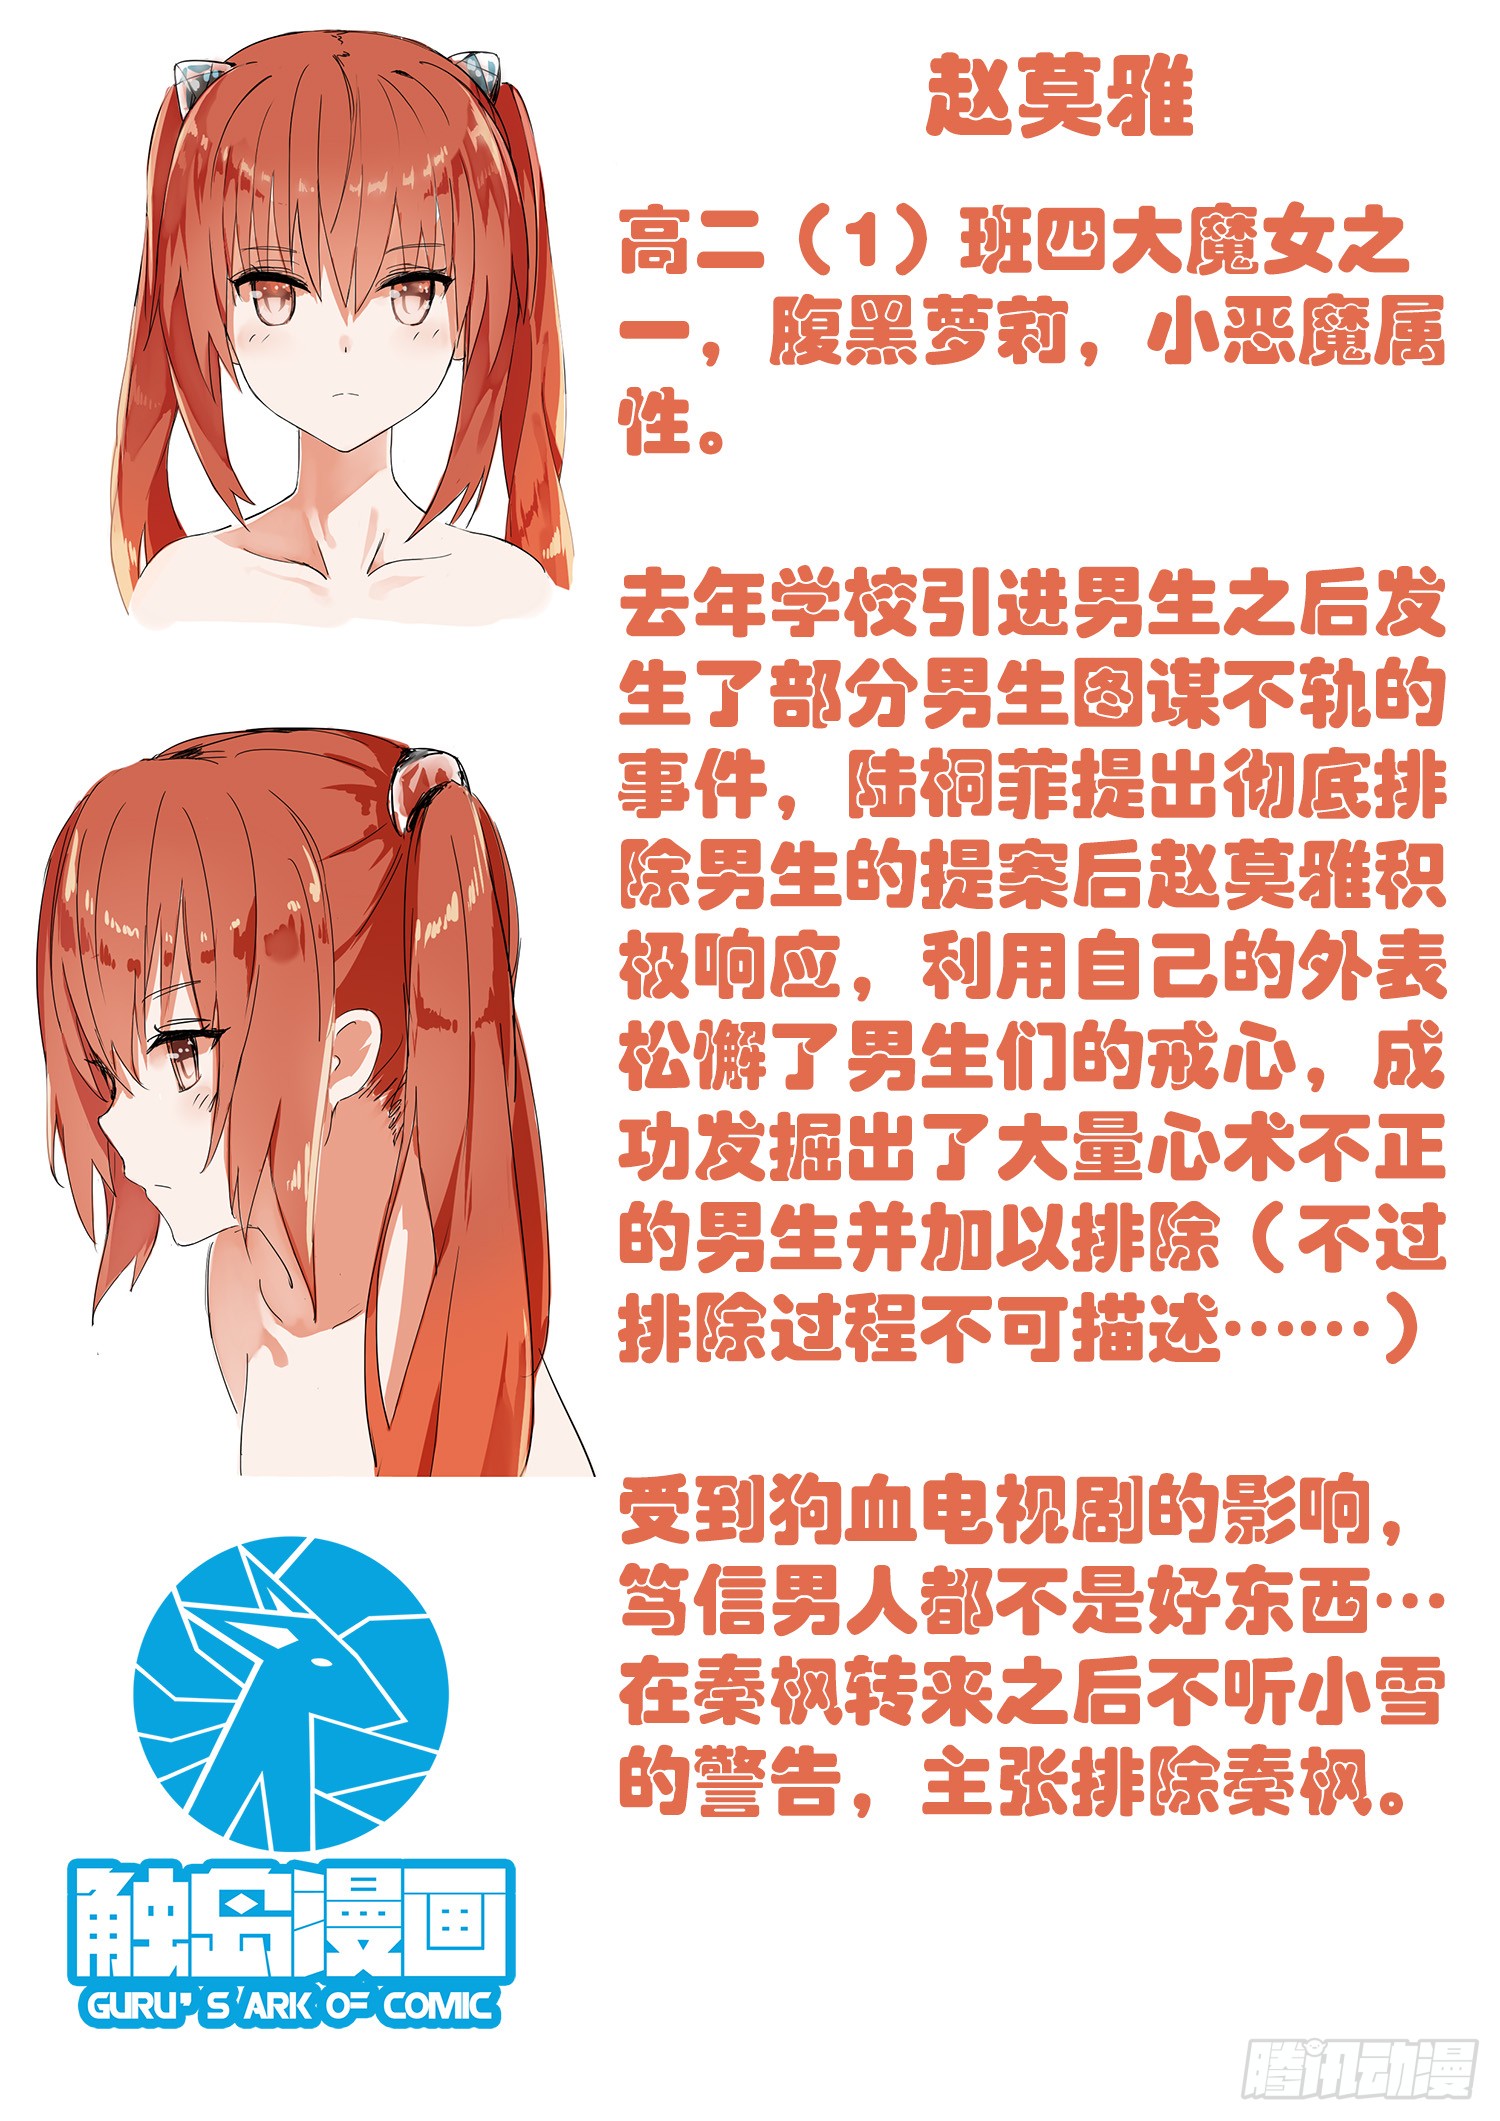 赵莫雅
高二（1）班四大魔女之
一，腹黑萝莉，小恶魔属
性。
去年学校引进男生之后发
生了部分男生图谋不轨的
事件，陆桐菲提出彻底排
除男生的提案后赵莫雅积
极响应，利用自己的外表
松懈了男生们的戒心，成
功发掘出了大量心术不正
的男生并加以排除（不过
排除过程不可描述……）
受到狗血电视剧的影响，
笃信男人都不是好东西…
在秦枫转来之后不听小雪
的警告，主张排除秦枫。
触岛漫画
GURU'S ARK OF COMIC
腾讯动漫